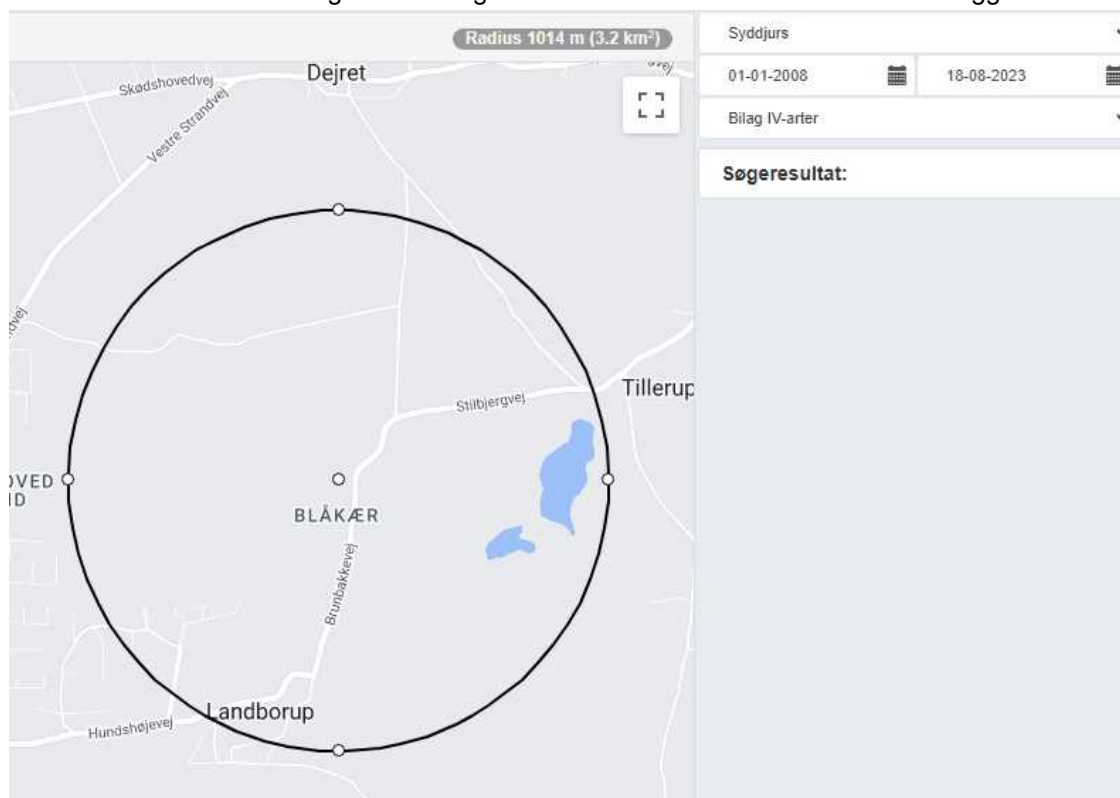 Radius 1014 m (3.2 km²)
Syddjurs
01-01-2008
18-08-2023
Bilag IV-arter
Søgeresultat:
Dejret
Skødshovedvej
Vestre Strandvej
Tillerup
Stilbjergvej
BLÅKÆR
Brunbakkevej
Landborup
Hundshøjevej